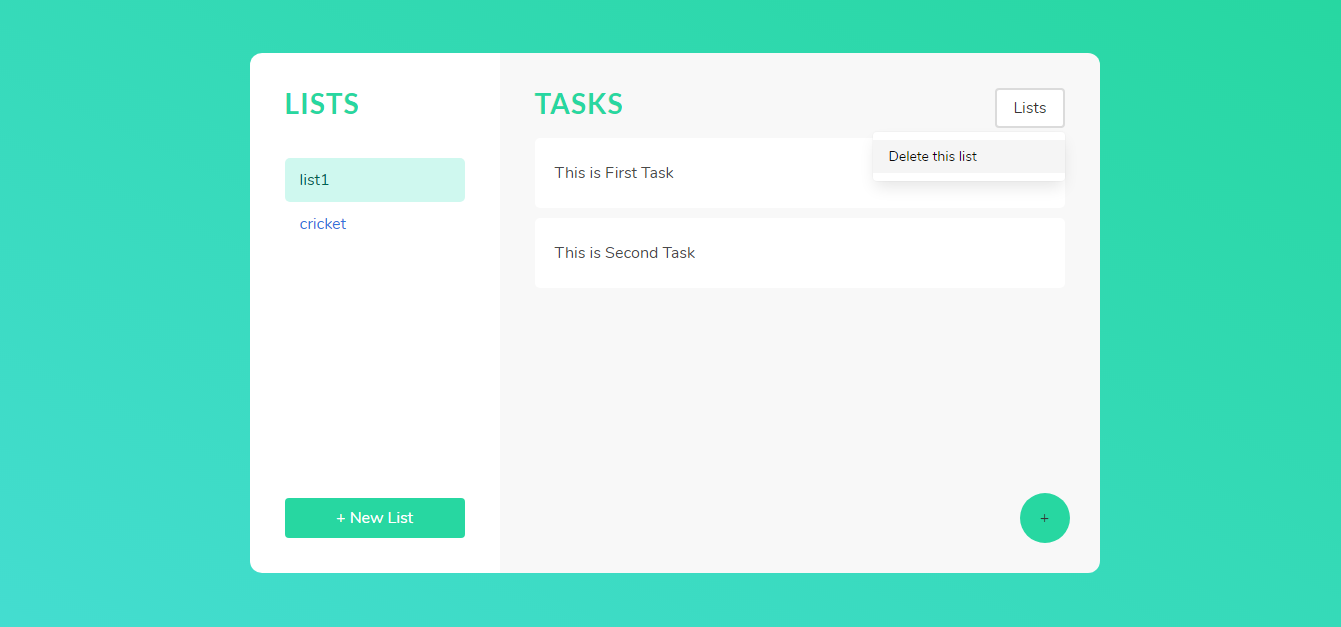 LISTS
list1
cricket
+ New List
TASKS
Lists
Delete this list
This is First Task
This is Second Task
+